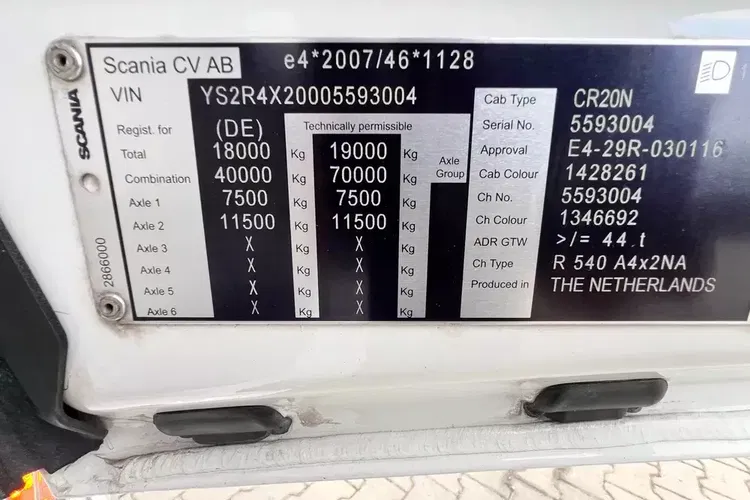 Scania CV AB e4*2007/46*1128
VIN YS2R4X20005593004
Regist. for (DE) Technically permissible
Total 18000 Kg 19000 Kg Axle Group
Combination 40000 Kg 70000 Kg
Axle 1 7500 Kg 7500 Kg
Axle 2 11500 Kg 11500 Kg
Axle 3 X Kg X Kg
Axle 4 X Kg X Kg
Axle 5 X Kg X Kg
Axle 6 X Kg X Kg
Cab Type CR20N
Serial No. 5593004
Approval E4-29R-030116
Cab Colour 1428261
Ch No. 5593004
Ch Colour 1346692
ADR GTW >/= 44.t
Ch Type R 540 A4x2NA
Produced in THE NETHERLANDS
SCANIA
2866000